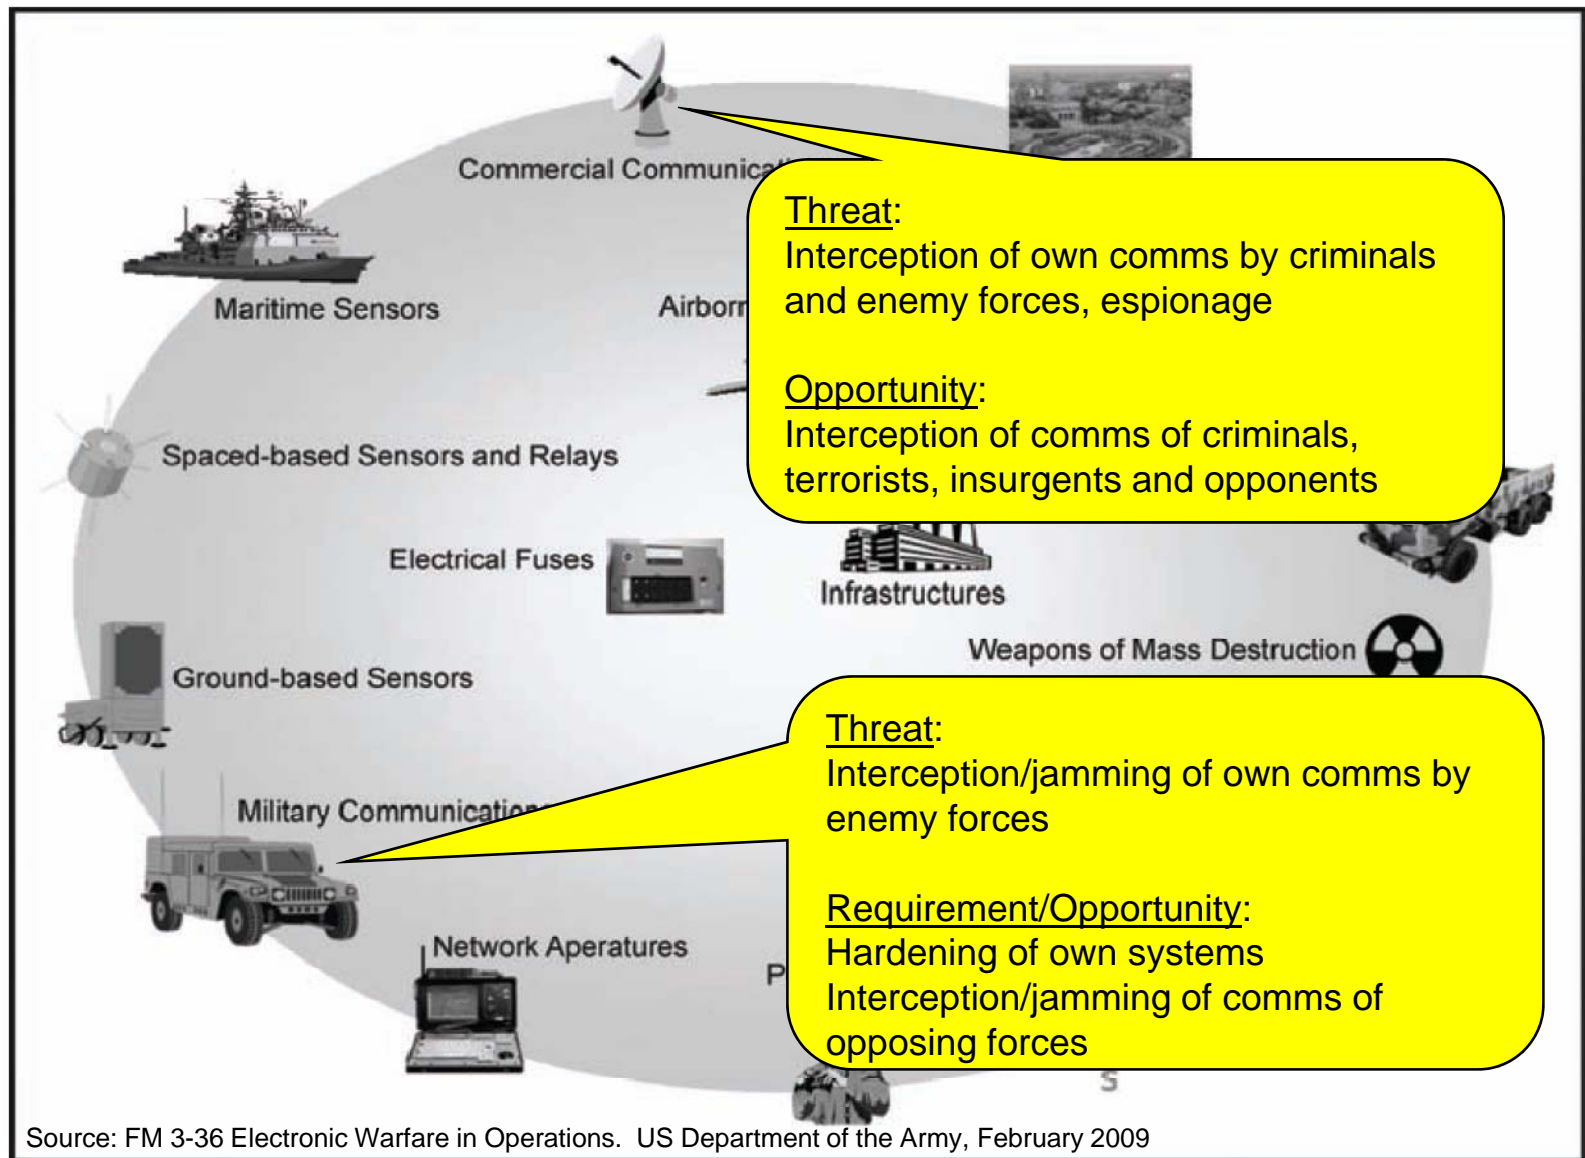 Commercial
Threat:
Interception of own comms by criminals
and enemy forces, espionage
Opportunity:
Interception of comms of criminals,
terrorists, insurgents and opponents
Maritime Sensors
Spaced-based Sensors and Relays
Electrical Fuses
Infrastructures
Weapons of Mass Destruction
Ground-based Sensors
Threat:
Interception/jamming of own comms by
enemy forces
Requirement/Opportunity:
Hardening of own systems
Interception/jamming of comms of
opposing forces
Military Communications
Network Aperatures
Source: FM 3-36 Electronic Warfare in Operations. US Department of the Army, February 2009